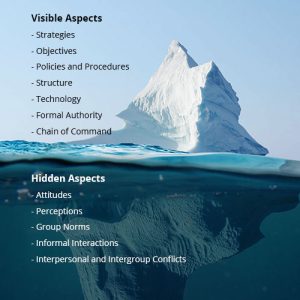 Visible Aspects
- Strategies
- Objectives
- Policies and Procedures
- Structure
- Technology
- Formal Authority
- Chain of Command
Hidden Aspects
- Attitudes
- Perceptions
- Group Norms
- Informal Interactions
- Interpersonal and Intergroup Conflicts